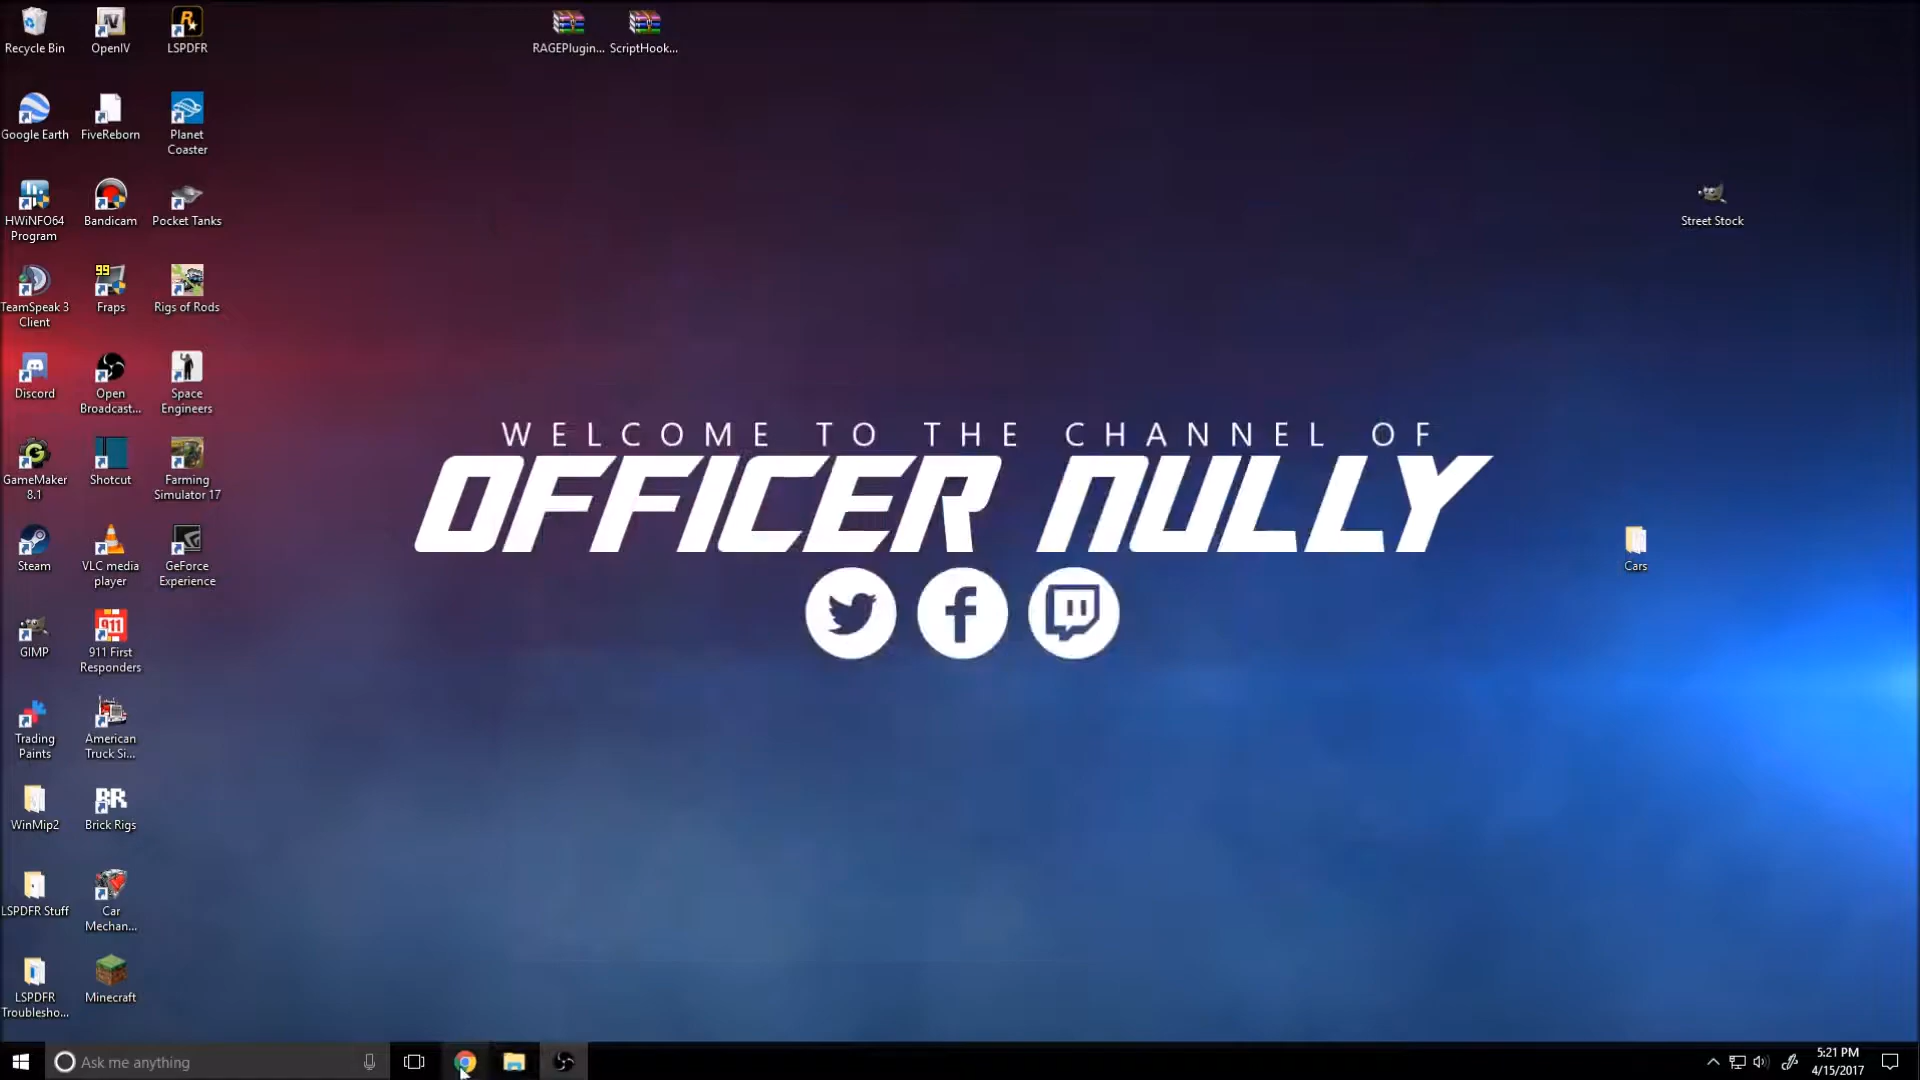 Recycle Bin
OpenIV
LSPDFR
RAGEPlugin...
ScriptHook...
Google Earth
FiveReborn
Planet
Coaster
HWiNFO64
Program
Bandicam
Pocket Tanks
Street Stock
TeamSpeak 3
Client
99
Fraps
Rigs of Rods
Discord
Open
Broadcast...
Space
Engineers
WELCOME TO THE CHANNEL OF
OFFICER NULLY
GameMaker
8.1
Shotcut
Farming
Simulator 17
Steam
VLC media
player
GeForce
Experience
Cars
GIMP
911
911 First
Responders
Trading
Paints
American
Truck Si...
WinMip2
BR
Brick Rigs
LSPDFR Stuff
Car
Mechan...
LSPDFR
Troublesho...
Minecraft
Ask me anything
5:21 PM
4/15/2017